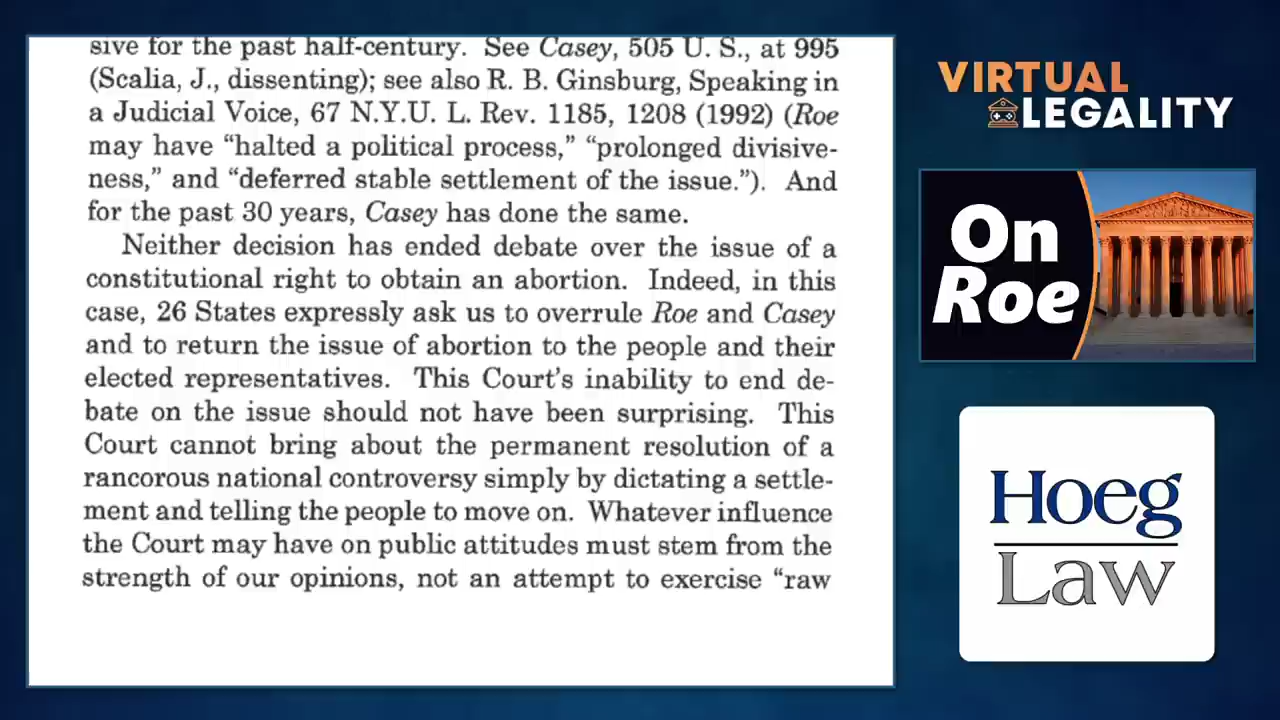 sive for the past half-century. See Casey, 505 U. S., at 995
(Scalia, J., dissenting); see also R. B. Ginsburg, Speaking in
a Judicial Voice, 67 N.Y.U. L. Rev. 1185, 1208 (1992) (Roe
may have “halted a political process,” “prolonged divisive-
ness,” and “deferred stable settlement of the issue.”). And
for the past 30 years, Casey has done the same.
Neither decision has ended debate over the issue of a
constitutional right to obtain an abortion. Indeed, in this
case, 26 States expressly ask us to overrule Roe and Casey
and to return the issue of abortion to the people and their
elected representatives. This Court’s inability to end de-
bate on the issue should not have been surprising. This
Court cannot bring about the permanent resolution of a
rancorous national controversy simply by dictating a settle-
ment and telling the people to move on. Whatever influence
the Court may have on public attitudes must stem from the
strength of our opinions, not an attempt to exercise “raw
VIRTUAL
LEGALITY
On
Roe
Hoeg
Law